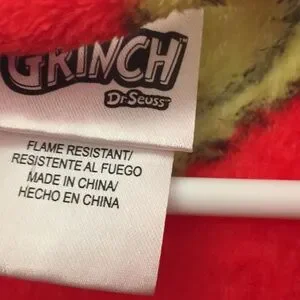 GRINCH
Dr. Seuss
FLAME RESISTANT/
RESISTENTE AL FUEGO
MADE IN CHINA/
HECHO EN CHINA